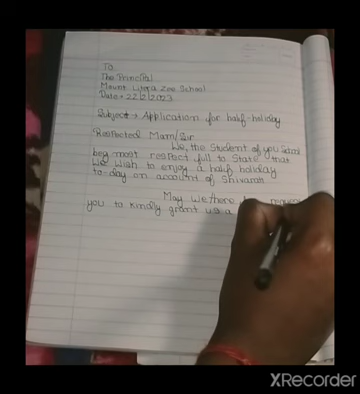 To
The Principal
Mount Litera Zee School
Date → 22/2/2023
Subject → Application for half-holiday
Respected Mam/Sir
We, the Student of you School
beg most respect full to State that
we wish to enjoy a half holiday
to-day on account of Shivaratri
May we there
you to kindly grant us a
XRecorder